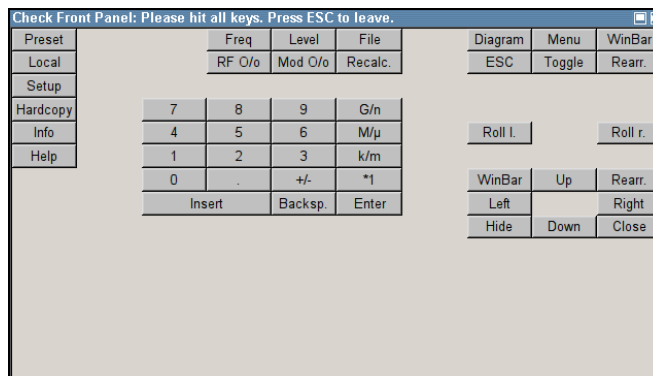 Check Front Panel: Please hit all keys. Press ESC to leave.
Preset Freq Level File Diagram Menu WinBar
Local RF O/o Mod O/o Recalc. ESC Toggle Rearr.
Setup
Hardcopy 7 8 9 G/n
Info 4 5 6 M/µ Roll l. Roll r.
Help 1 2 3 k/m
0 . +/- *1 WinBar Up Rearr.
Insert Backsp. Enter Left Right
Hide Down Close